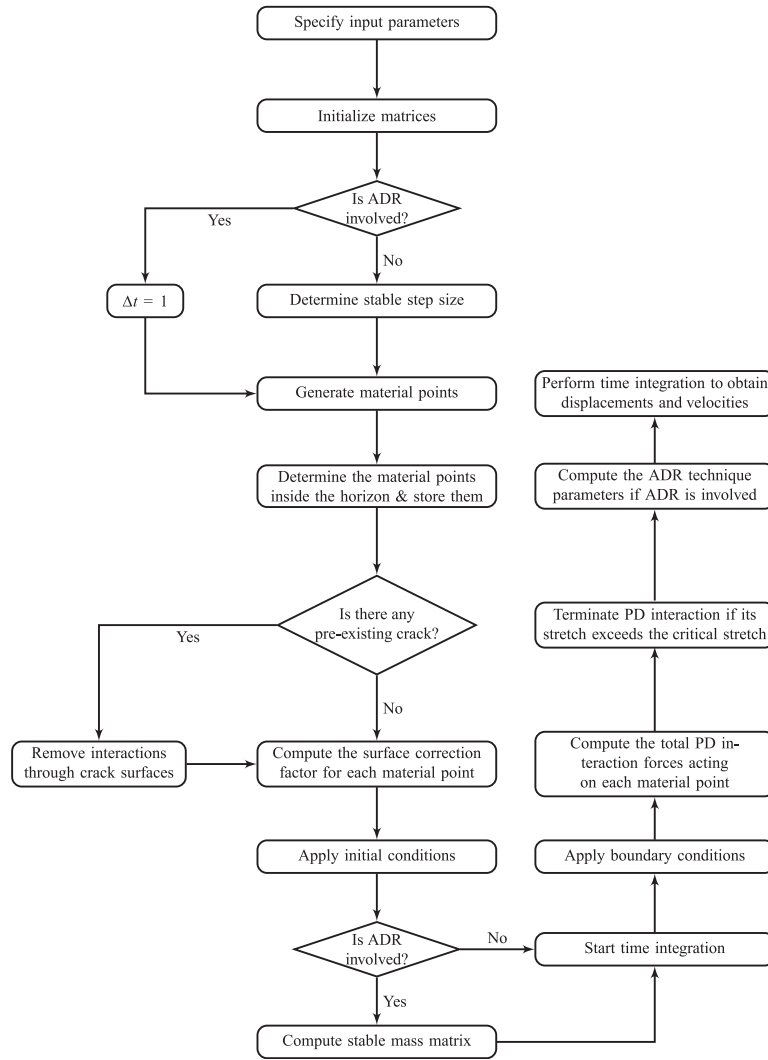 Specify input parameters
Initialize matrices
Is ADR
involved?
Yes
No
Δt = 1
Determine stable step size
Generate material points
Determine the material points
inside the horizon & store them
Is there any
pre-existing crack?
Yes
No
Remove interactions
through crack surfaces
Compute the surface correction
factor for each material point
Apply initial conditions
Is ADR
involved?
No
Yes
Compute stable mass matrix
Start time integration
Apply boundary conditions
Compute the total PD in-
teraction forces acting
on each material point
Terminate PD interaction if its
stretch exceeds the critical stretch
Compute the ADR technique
parameters if ADR is involved
Perform time integration to obtain
displacements and velocities